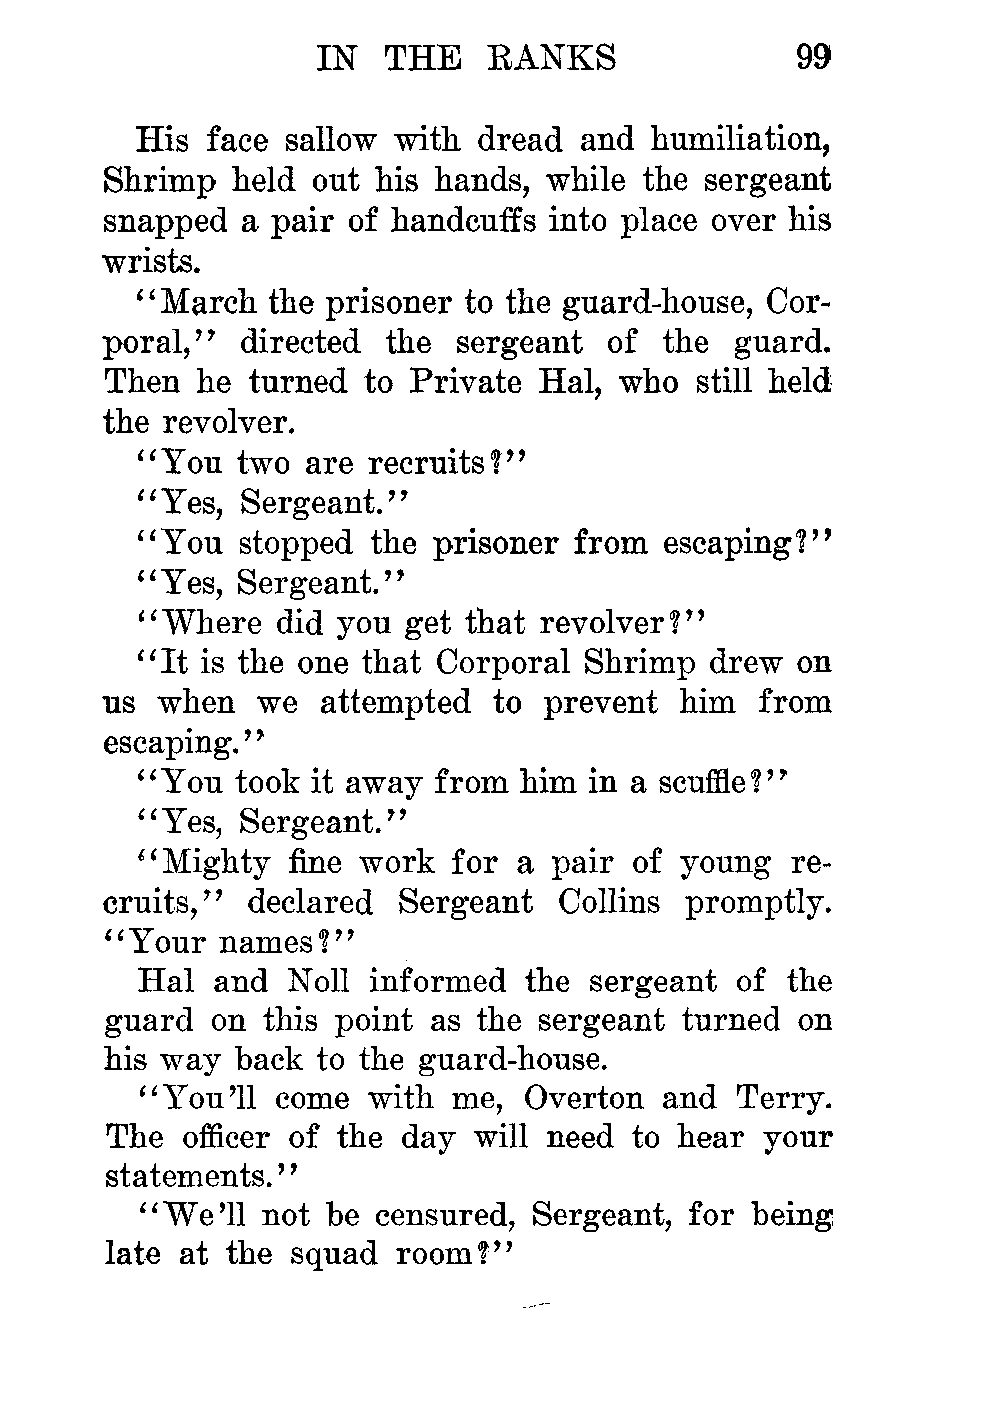 IN THE RANKS 99
His face sallow with dread and humiliation,
Shrimp held out his hands, while the sergeant
snapped a pair of handcuffs into place over his
wrists.
"March the prisoner to the guard-house, Cor-
poral," directed the sergeant of the guard.
Then he turned to Private Hal, who still held
the revolver.
"You two are recruits?"
"Yes, Sergeant."
"You stopped the prisoner from escaping?"
"Yes, Sergeant."
"Where did you get that revolver?"
"It is the one that Corporal Shrimp drew on
us when we attempted to prevent him from
escaping."
"You took it away from him in a scuffle?"
"Yes, Sergeant."
"Mighty fine work for a pair of young re-
cruits," declared Sergeant Collins promptly.
"Your names?"
Hal and Noll informed the sergeant of the
guard on this point as the sergeant turned on
his way back to the guard-house.
"You'll come with me, Overton and Terry.
The officer of the day will need to hear your
statements."
"We'll not be censured, Sergeant, for being
late at the squad room?"